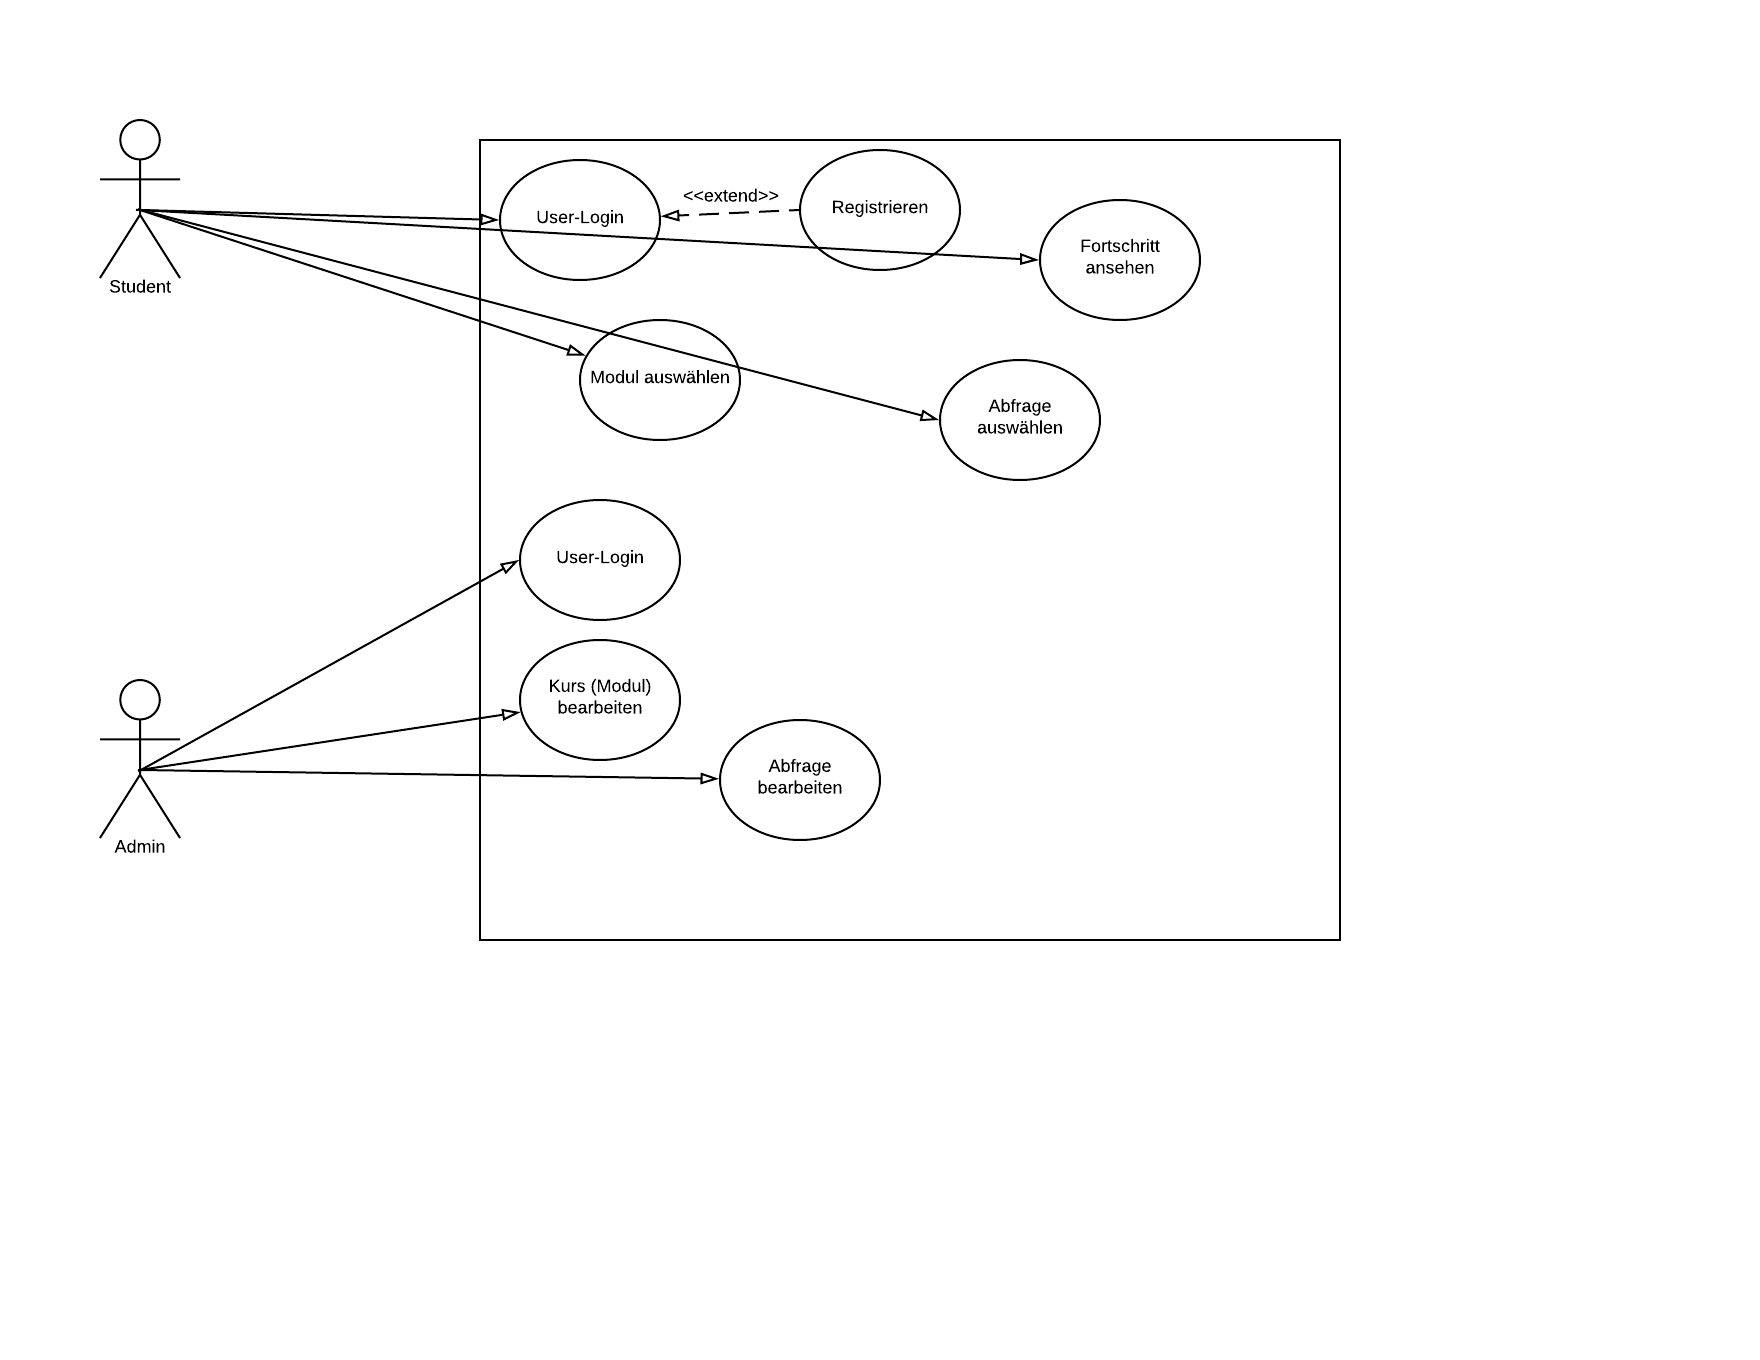 <<extend>>
User-Login
Registrieren
Fortschritt
ansehen
Student
Modul auswählen
Abfrage
auswählen
User-Login
Kurs (Modul)
bearbeiten
Abfrage
bearbeiten
Admin